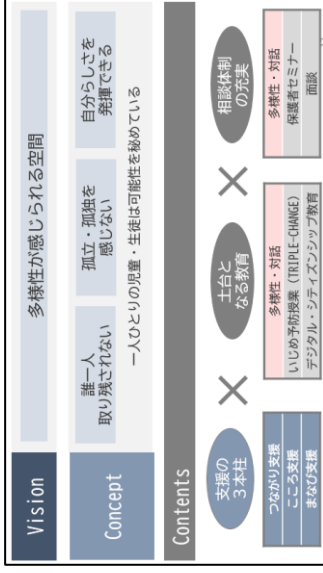 Vision
多様性が感じられる空間
Concept
誰一人
取り残されない
孤立・孤独を
感じない
自分らしさを
発揮できる
一人ひとりの児童・生徒は可能性を秘めている
Contents
支援の
３本柱
×
土台と
なる教育
×
相談体制
の充実
つながり支援
こころ支援
まなび支援
多様性・対話
いじめ予防授業（TRIPLE-CHANGE）
デジタル・シティズンシップ教育
多様性・対話
保護者セミナー
面談